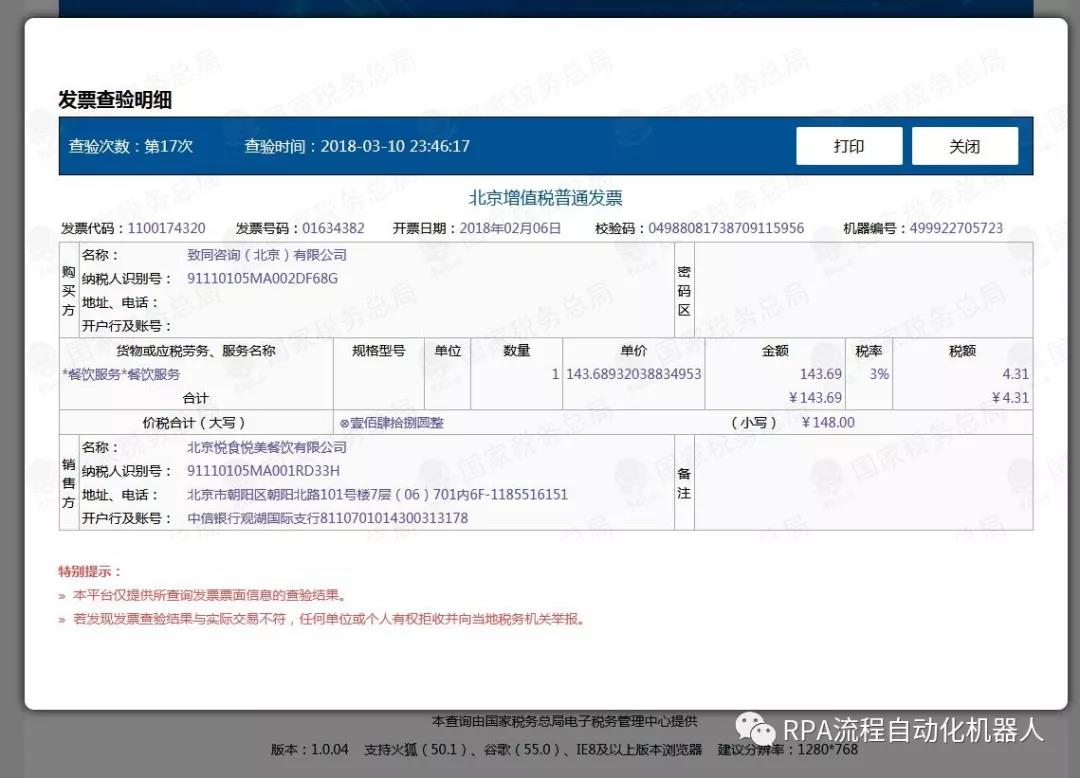 发票查验明细
查验次数：第17次 查验时间：2018-03-10 23:46:17 打印 关闭
北京增值税普通发票
发票代码：1100174320 发票号码：01634382 开票日期：2018年02月06日 校验码：04988081738709115956 机器编号：499922705723
购买方 名称： 致同咨询（北京）有限公司 密码区
纳税人识别号： 91110105MA002DF68G
地址、电话：
开户行及账号：
货物或应税劳务、服务名称 规格型号 单位 数量 单价 金额 税率 税额
*餐饮服务*餐饮服务 1 143.68932038834953 143.69 3% 4.31
合计 ￥143.69 ￥4.31
价税合计（大写） ⊗壹佰肆拾捌圆整 （小写） ￥148.00
销售方 名称： 北京悦食悦美餐饮有限公司 备注
纳税人识别号： 91110105MA001RD33H
地址、电话： 北京市朝阳区朝阳北路101号楼7层（06）701内6F-1185516151
开户行及账号： 中信银行观湖国际支行8110701014300313178
特别提示：
» 本平台仅提供所查询发票票面信息的查验结果。
» 若发现发票查验结果与实际交易不符，任何单位或个人有权拒收并向当地税务机关举报。
本查询由国家税务总局电子税务管理中心提供
版本：1.0.04 支持火狐（50.1）、谷歌（55.0）、IE8及以上版本浏览器 建议分辨率：1280*768
RPA流程自动化机器人
国家税务总局